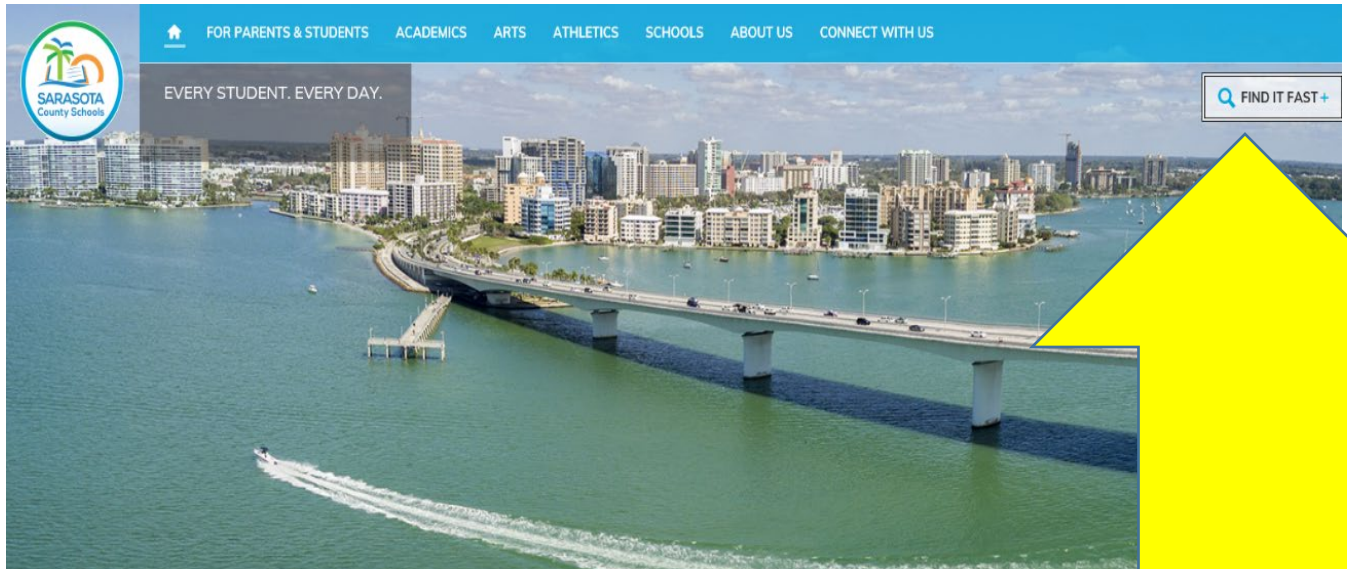 FOR PARENTS & STUDENTS ACADEMICS ARTS ATHLETICS SCHOOLS ABOUT US CONNECT WITH US
SARASOTA
County Schools
EVERY STUDENT. EVERY DAY.
FIND IT FAST +